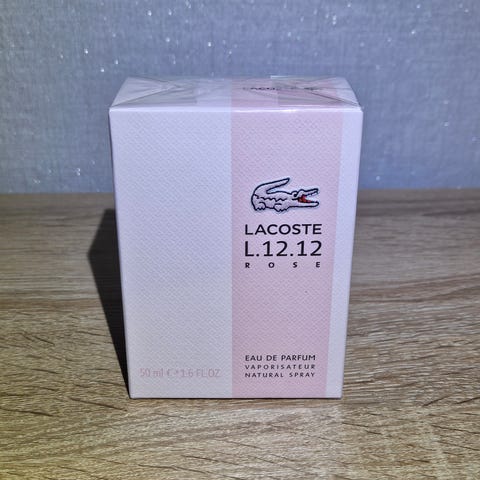 LACOSTE
L.12.12
ROSE
EAU DE PARFUM
VAPORISATEUR
NATURAL SPRAY
50 ml ℮ 1.6 FL.OZ